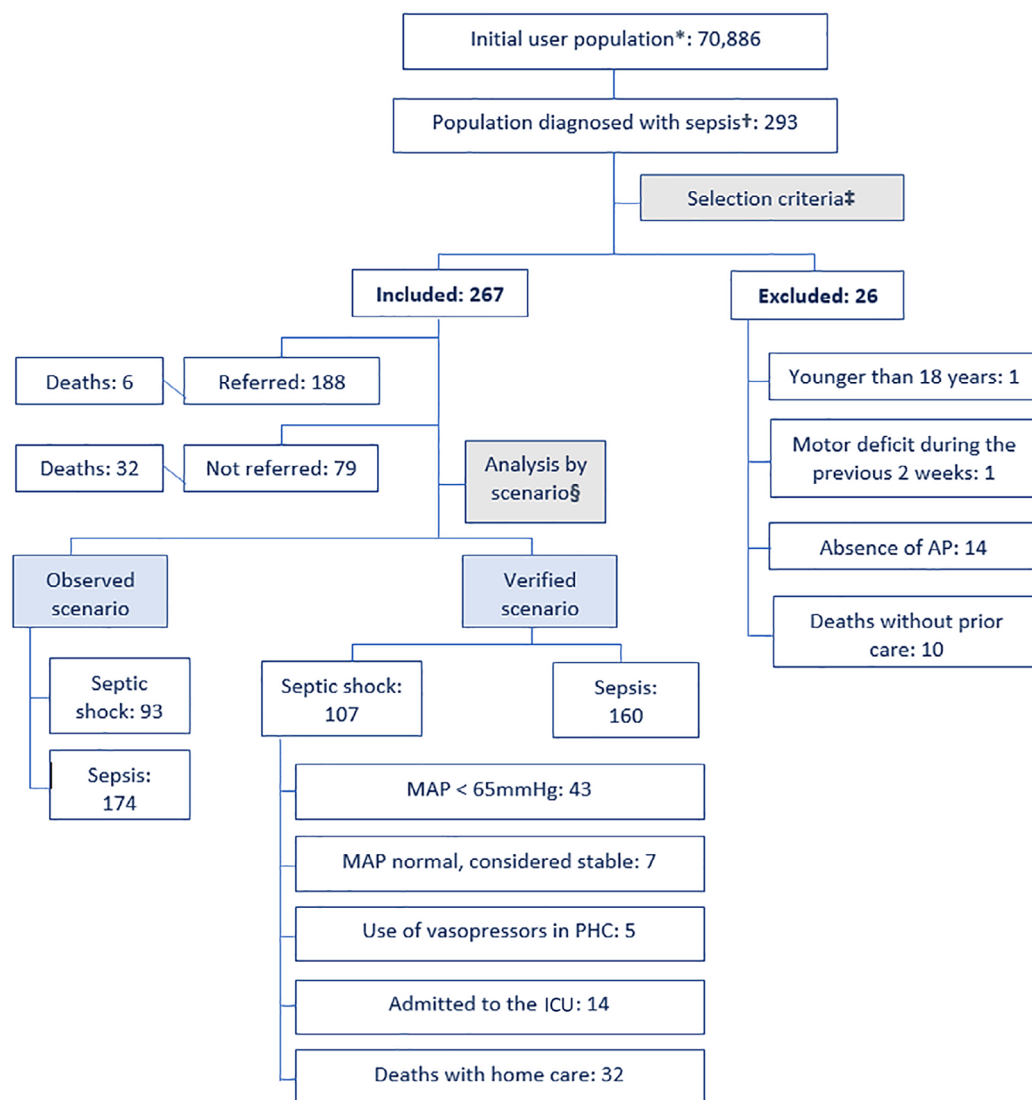 Initial user population*: 70,886
Population diagnosed with sepsis†: 293
Selection criteria‡
Included: 267
Excluded: 26
Deaths: 6
Referred: 188
Deaths: 32
Not referred: 79
Analysis by
scenario§
Younger than 18 years: 1
Motor deficit during the
previous 2 weeks: 1
Absence of AP: 14
Deaths without prior
care: 10
Observed
scenario
Verified
scenario
Septic
shock: 93
Sepsis:
174
Septic shock:
107
Sepsis:
160
MAP < 65mmHg: 43
MAP normal, considered stable: 7
Use of vasopressors in PHC: 5
Admitted to the ICU: 14
Deaths with home care: 32